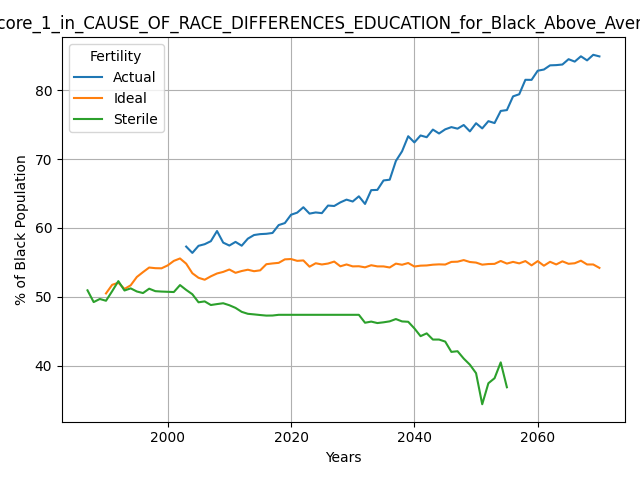 core_1_in_CAUSE_OF_RACE_DIFFERENCES_EDUCATION_for_Black_Above_Aver
Fertility
Actual
Ideal
Sterile
% of Black Population
80
70
60
50
40
2000
2020
2040
2060
Years